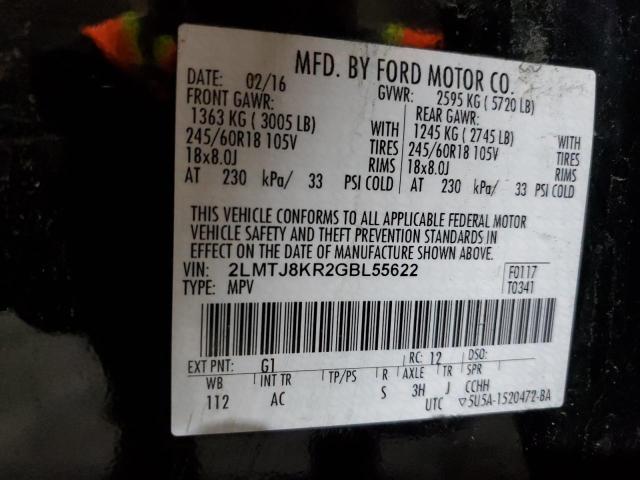 MFD. BY FORD MOTOR CO.
DATE: 02/16 GVWR: 2595 KG ( 5720 LB)
FRONT GAWR: REAR GAWR:
1363 KG ( 3005 LB) WITH 1245 KG ( 2745 LB) WITH
245/60R18 105V TIRES 245/60R18 105V TIRES
18x8.0J RIMS 18x8.0J RIMS
AT 230 kPa/ 33 PSI COLD AT 230 kPa/ 33 PSI COLD
THIS VEHICLE CONFORMS TO ALL APPLICABLE FEDERAL MOTOR
VEHICLE SAFETY AND THEFT PREVENTION STANDARDS IN
EFFECT ON THE DATE OF MANUFACTURE SHOWN ABOVE.
VIN: 2LMTJ8KR2GBL55622 F0117
TYPE: MPV T0341
EXT PNT: G1 RC: 12 DSO:
WB INT TR TP/PS R AXLE TR SPR
112 AC S 3H J CCHH
UTC ▽5U5A-1520472-BA